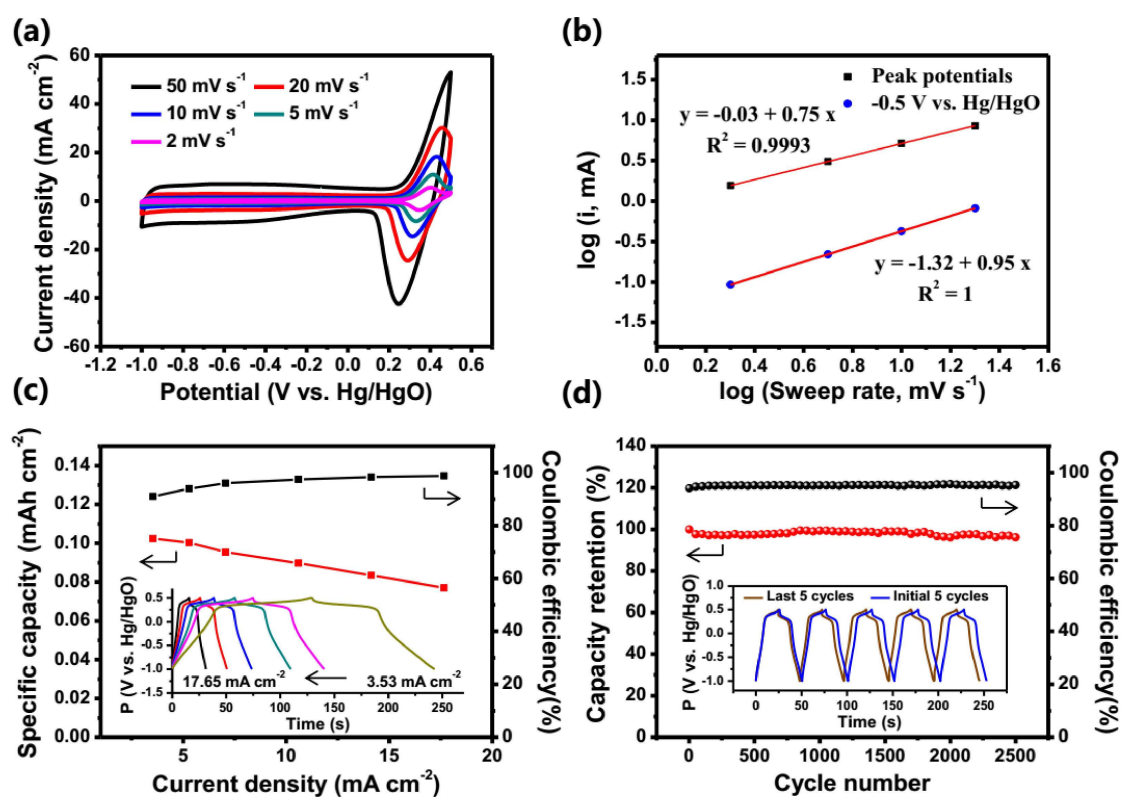 (a)
60
40
20
0
-20
-40
-60
Current density (mA cm⁻²)
50 mV s⁻¹
20 mV s⁻¹
10 mV s⁻¹
5 mV s⁻¹
2 mV s⁻¹
-1.2 -1.0 -0.8 -0.6 -0.4 -0.2 0.0 0.2 0.4 0.6
Potential (V vs. Hg/HgO)
(b)
1.5
1.0
0.5
0.0
-0.5
-1.0
-1.5
log (i, mA)
Peak potentials
-0.5 V vs. Hg/HgO
y = -0.03 + 0.75 x
R² = 0.9993
y = -1.32 + 0.95 x
R² = 1
0.0 0.2 0.4 0.6 0.8 1.0 1.2 1.4 1.6
log (Sweep rate, mV s⁻¹)
(c)
0.14
0.12
0.10
0.08
0.06
0.04
0.02
0.00
Specific capacity (mAh cm⁻²)
100
80
60
40
20
0
Coulombic efficiency(%)
0.5
0.0
-0.5
-1.0
-1.5
P (V vs. Hg/HgO)
17.65 mA cm⁻²
3.53 mA cm⁻²
0 50 100 150 200 250
Time (s)
5 10 15 20
Current density (mA cm⁻²)
(d)
140
120
100
80
60
40
20
0
Capacity retention (%)
100
80
60
40
20
0
Coulombic efficiency(%)
Last 5 cycles
Initial 5 cycles
0.5
0.0
-0.5
-1.0
P (V vs. Hg/HgO)
0 50 100 150 200 250
Time (s)
0 500 1000 1500 2000 2500
Cycle number